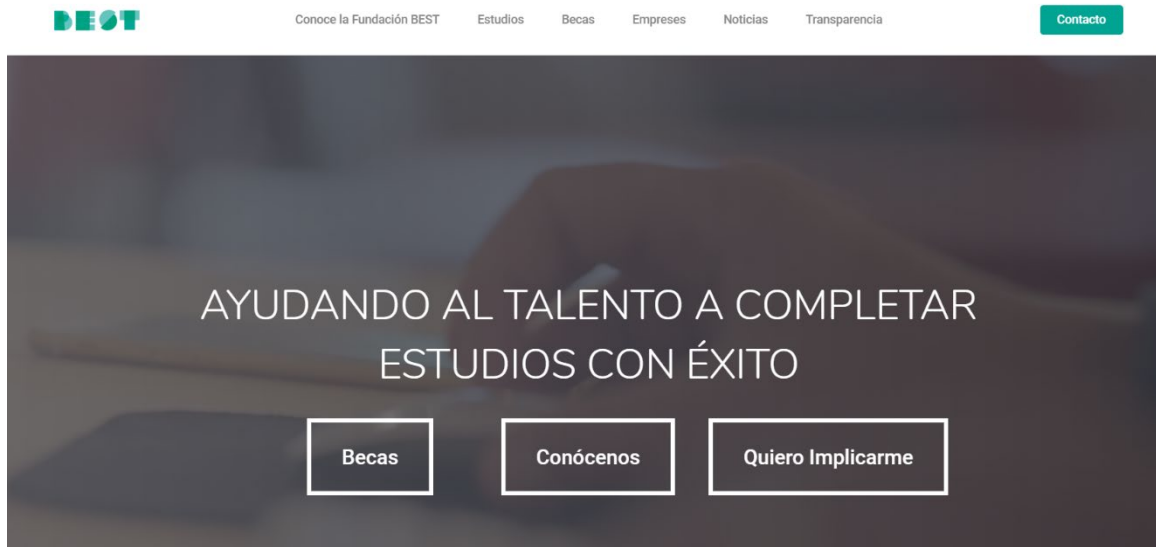 BEST
Conoce la Fundación BEST
Estudios
Becas
Empreses
Noticias
Transparencia
Contacto
AYUDANDO AL TALENTO A COMPLETAR
ESTUDIOS CON ÉXITO
Becas
Conócenos
Quiero Implicarme